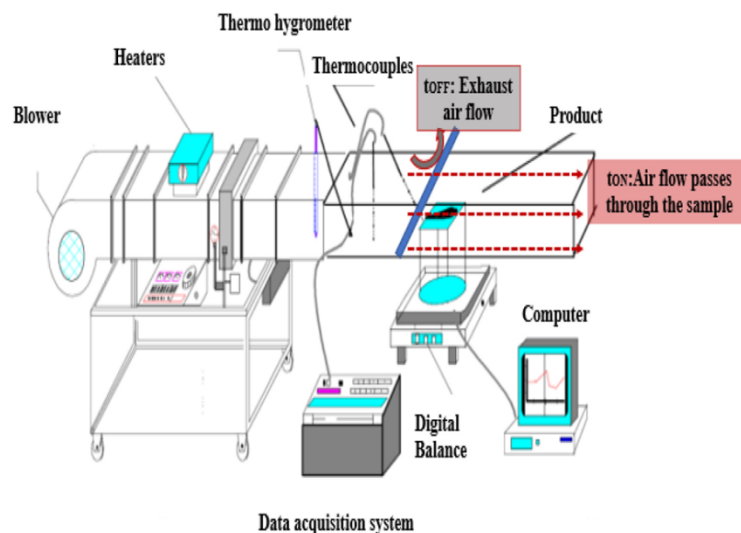 Thermo hygrometer
Heaters
Thermocouples
tOFF: Exhaust
air flow
Product
Blower
tON:Air flow passes
through the sample
Computer
Digital
Balance
Data acquisition system